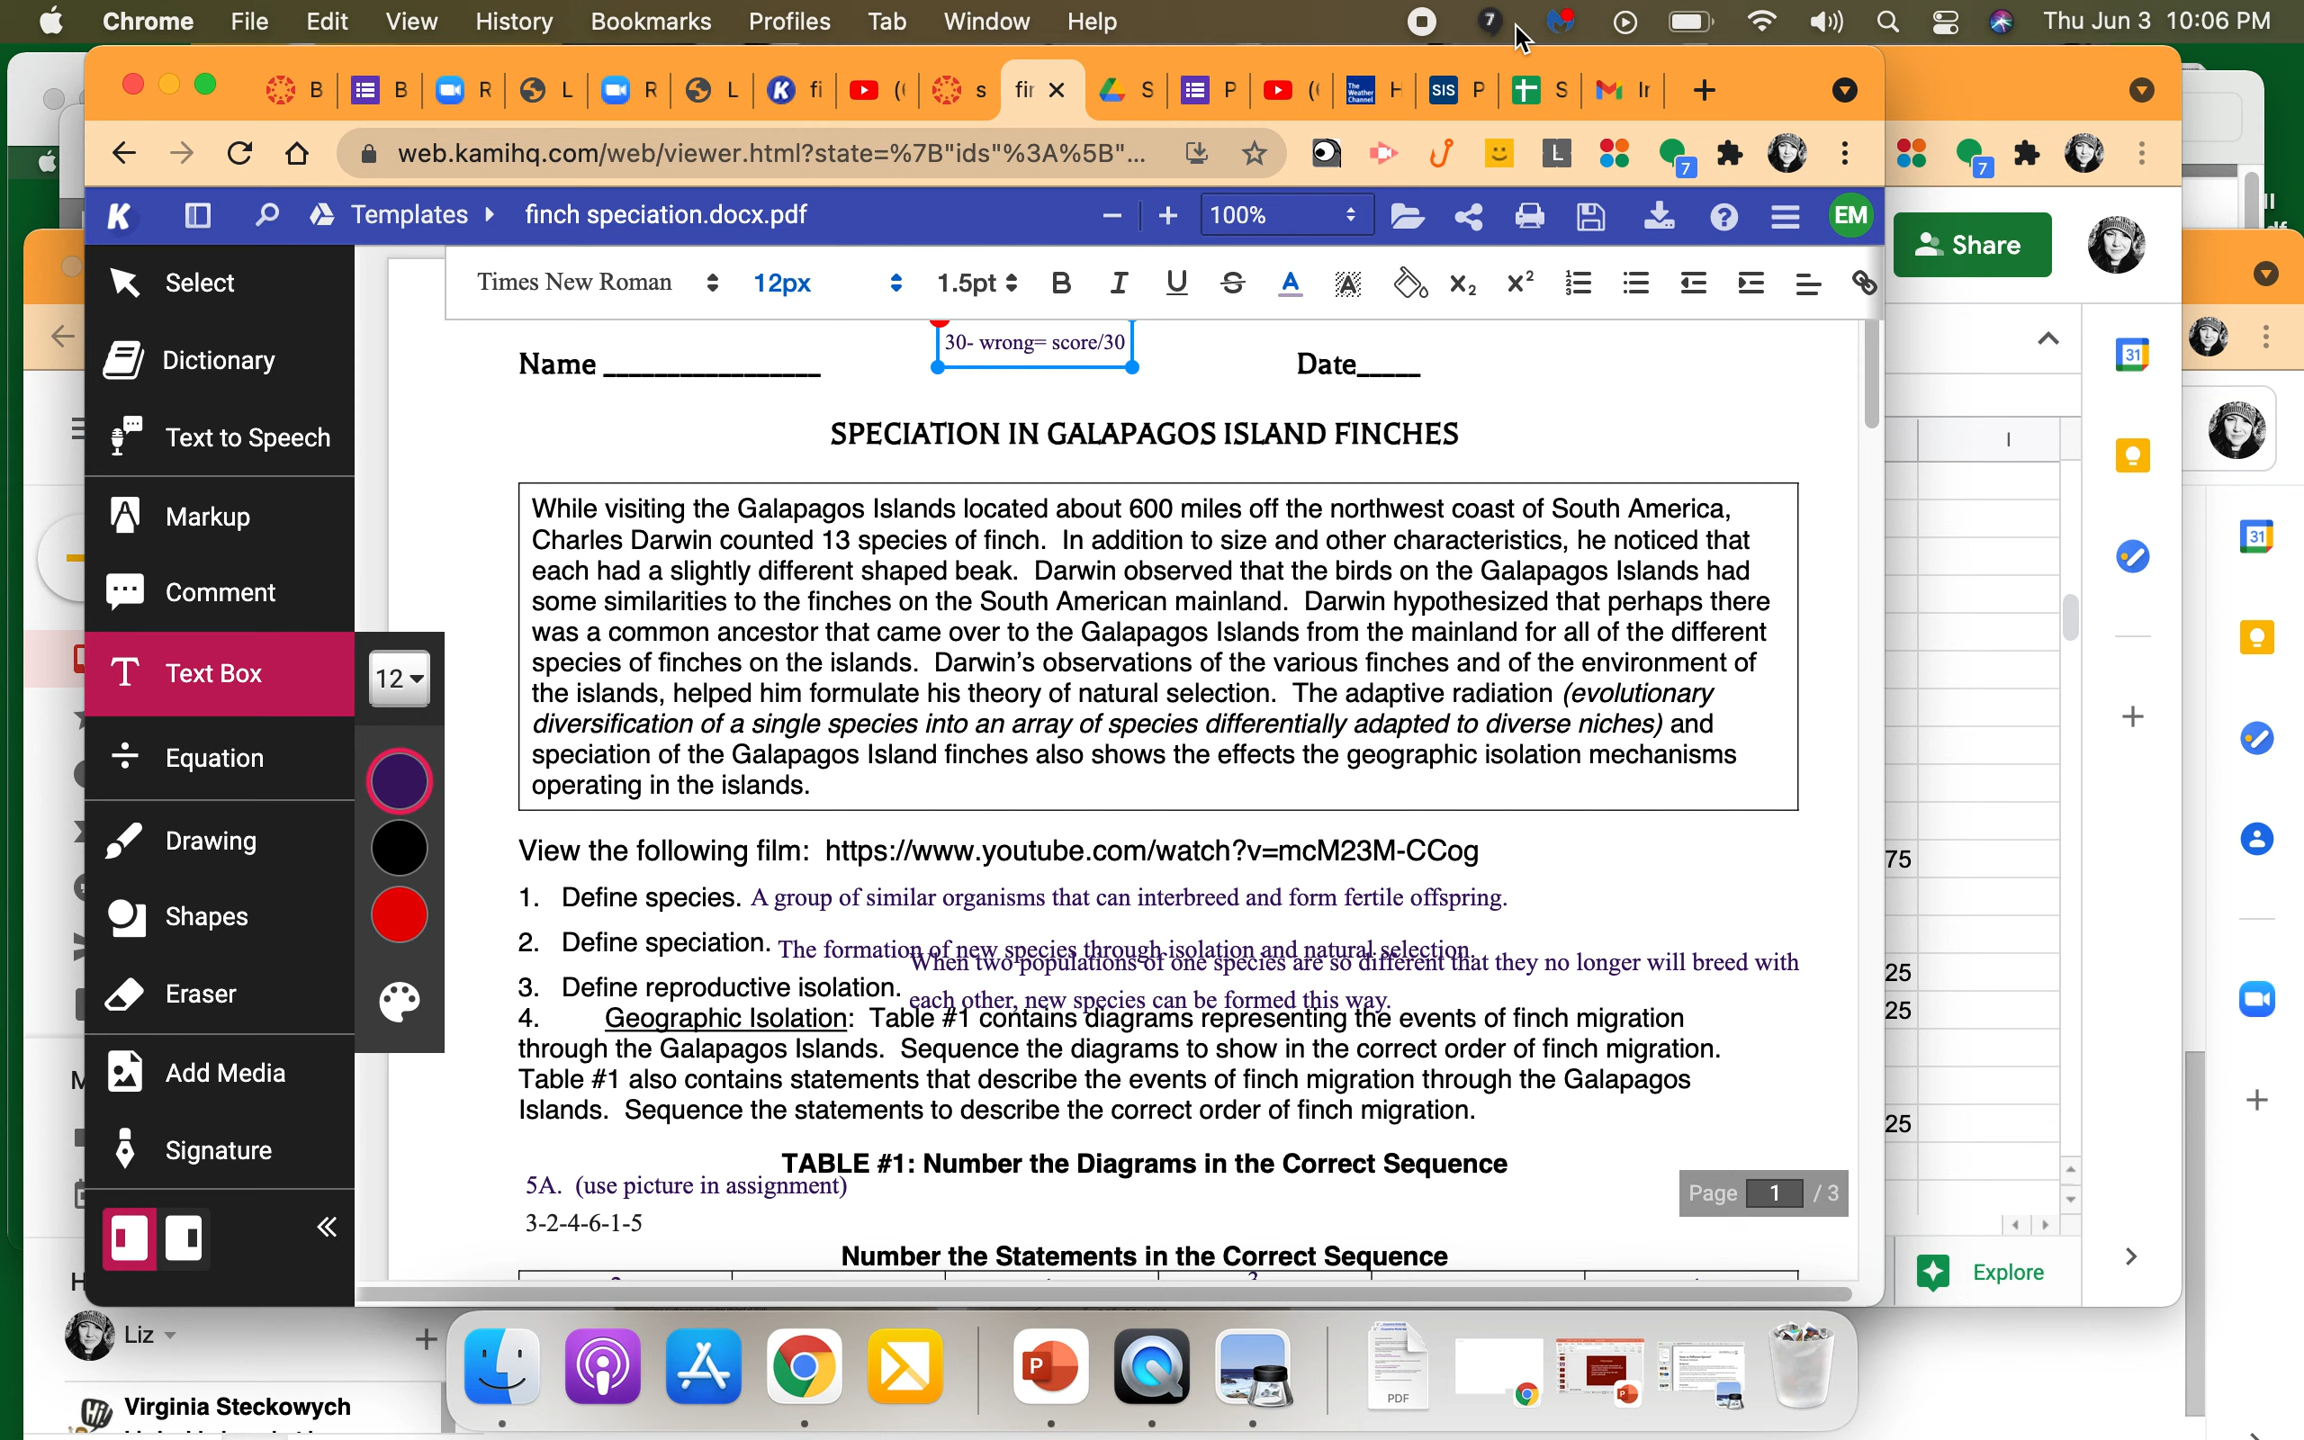 Chrome File Edit View History Bookmarks Profiles Tab Window Help 7 Thu Jun 3 10:06 PM
B B R L R L fi s fir S P H SIS P S Ir
web.kamihq.com/web/viewer.html?state=%7B"ids"%3A%5B"... L 7 7
Templates finch speciation.docx.pdf 100% EM Share
Select Times New Roman 12px 1.5pt B I U S A X₂ X²
Dictionary
30- wrong= score/30
Name _________________ Date_____
Text to Speech
SPECIATION IN GALAPAGOS ISLAND FINCHES
Markup
Comment
Text Box 12
Equation
Drawing
Shapes
Eraser
Add Media
Signature
While visiting the Galapagos Islands located about 600 miles off the northwest coast of South America,
Charles Darwin counted 13 species of finch.  In addition to size and other characteristics, he noticed that
each had a slightly different shaped beak.  Darwin observed that the birds on the Galapagos Islands had
some similarities to the finches on the South American mainland.  Darwin hypothesized that perhaps there
was a common ancestor that came over to the Galapagos Islands from the mainland for all of the different
species of finches on the islands.  Darwin's observations of the various finches and of the environment of
the islands, helped him formulate his theory of natural selection.  The adaptive radiation (evolutionary
diversification of a single species into an array of species differentially adapted to diverse niches) and
speciation of the Galapagos Island finches also shows the effects the geographic isolation mechanisms
operating in the islands.
View the following film:  https://www.youtube.com/watch?v=mcM23M-CCog
1. Define species. A group of similar organisms that can interbreed and form fertile offspring.
2. Define speciation. The formation of new species through isolation and natural selection.
When two populations of one species are so different that they no longer will breed with
3. Define reproductive isolation. each other, new species can be formed this way.
4. Geographic Isolation:  Table #1 contains diagrams representing the events of finch migration
through the Galapagos Islands.  Sequence the diagrams to show in the correct order of finch migration.
Table #1 also contains statements that describe the events of finch migration through the Galapagos
Islands.  Sequence the statements to describe the correct order of finch migration.
TABLE #1: Number the Diagrams in the Correct Sequence
5A.  (use picture in assignment)
3-2-4-6-1-5
Page 1 / 3
Number the Statements in the Correct Sequence
I
31
31
75
25
25
25
Explore
Liz
Virginia Steckowych
Hi
P
PDF